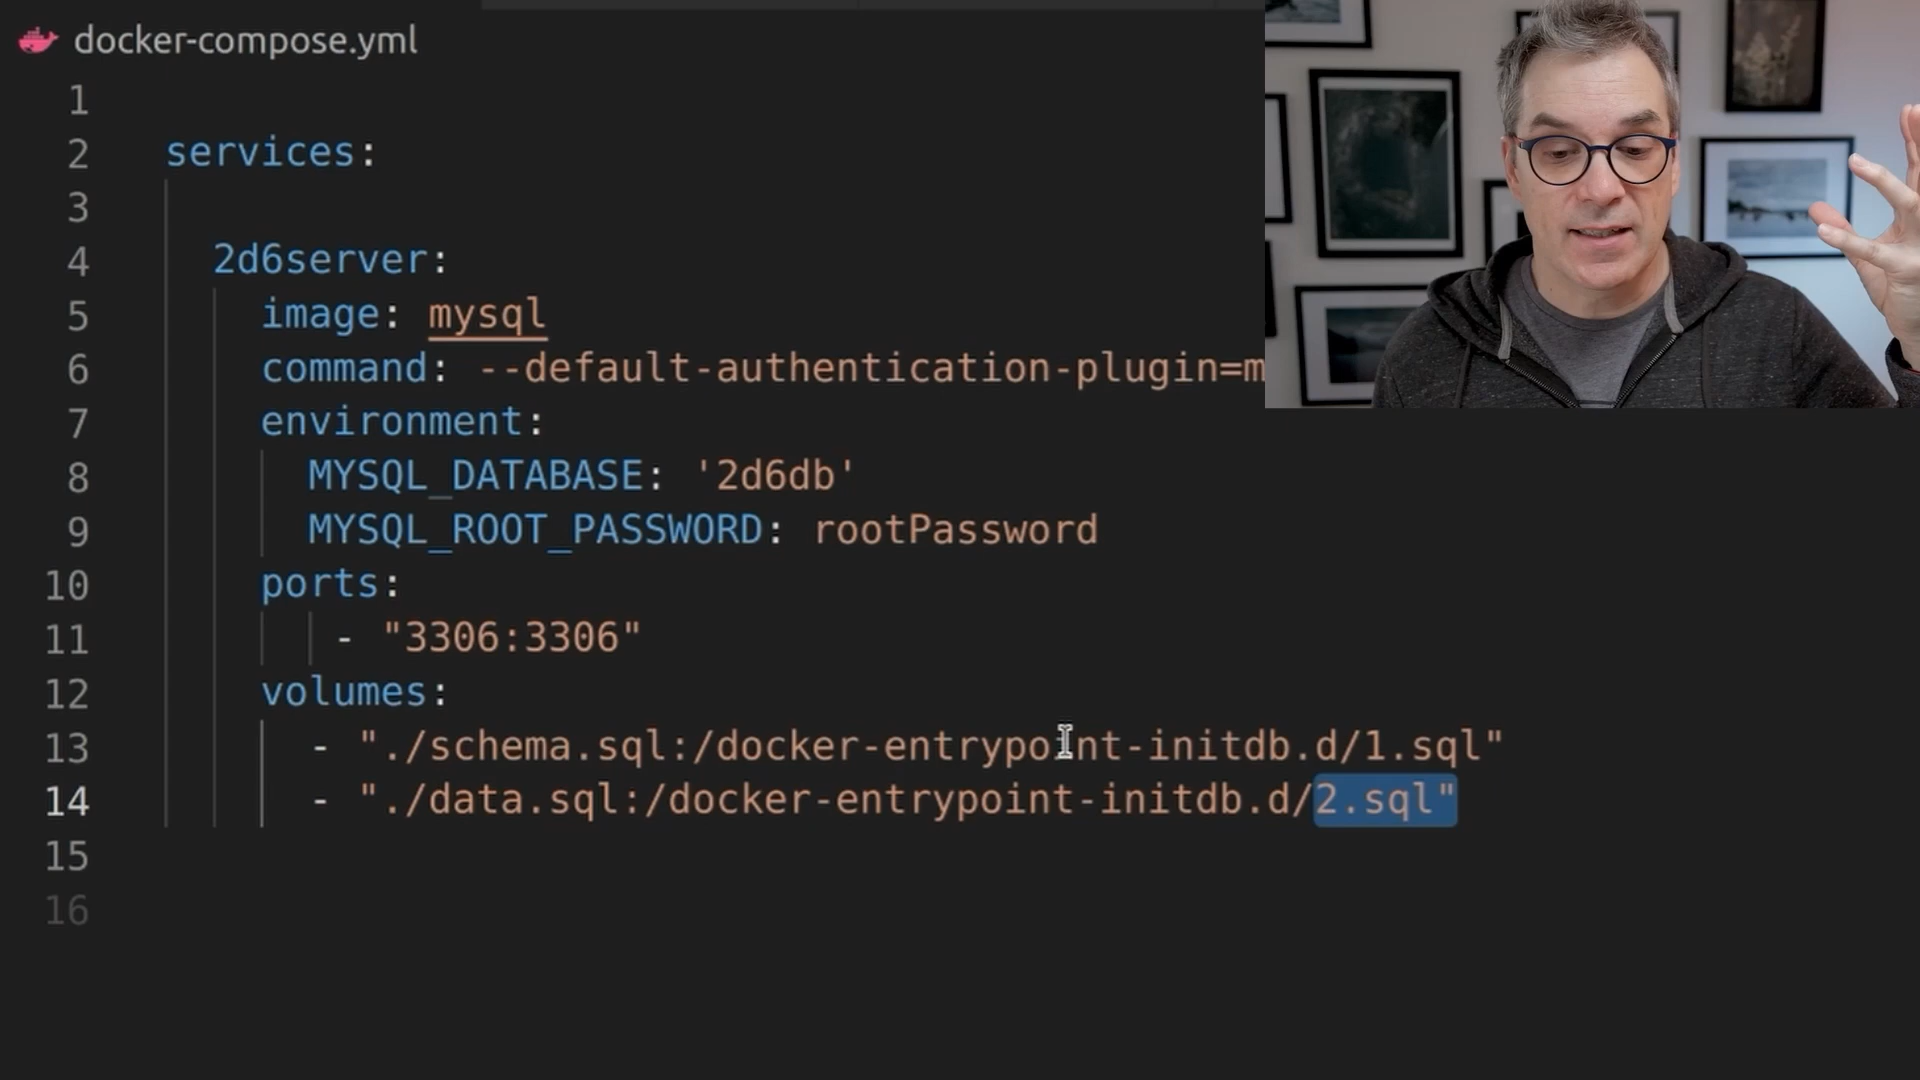 docker-compose.yml
1
2 services:
3
4 2d6server:
5 image: mysql
6 command: --default-authentication-plugin=m
7 environment:
8 MYSQL_DATABASE: '2d6db'
9 MYSQL_ROOT_PASSWORD: rootPassword
10 ports:
11 - "3306:3306"
12 volumes:
13 - "./schema.sql:/docker-entrypoint-initdb.d/1.sql"
14 - "./data.sql:/docker-entrypoint-initdb.d/2.sql"
15
16